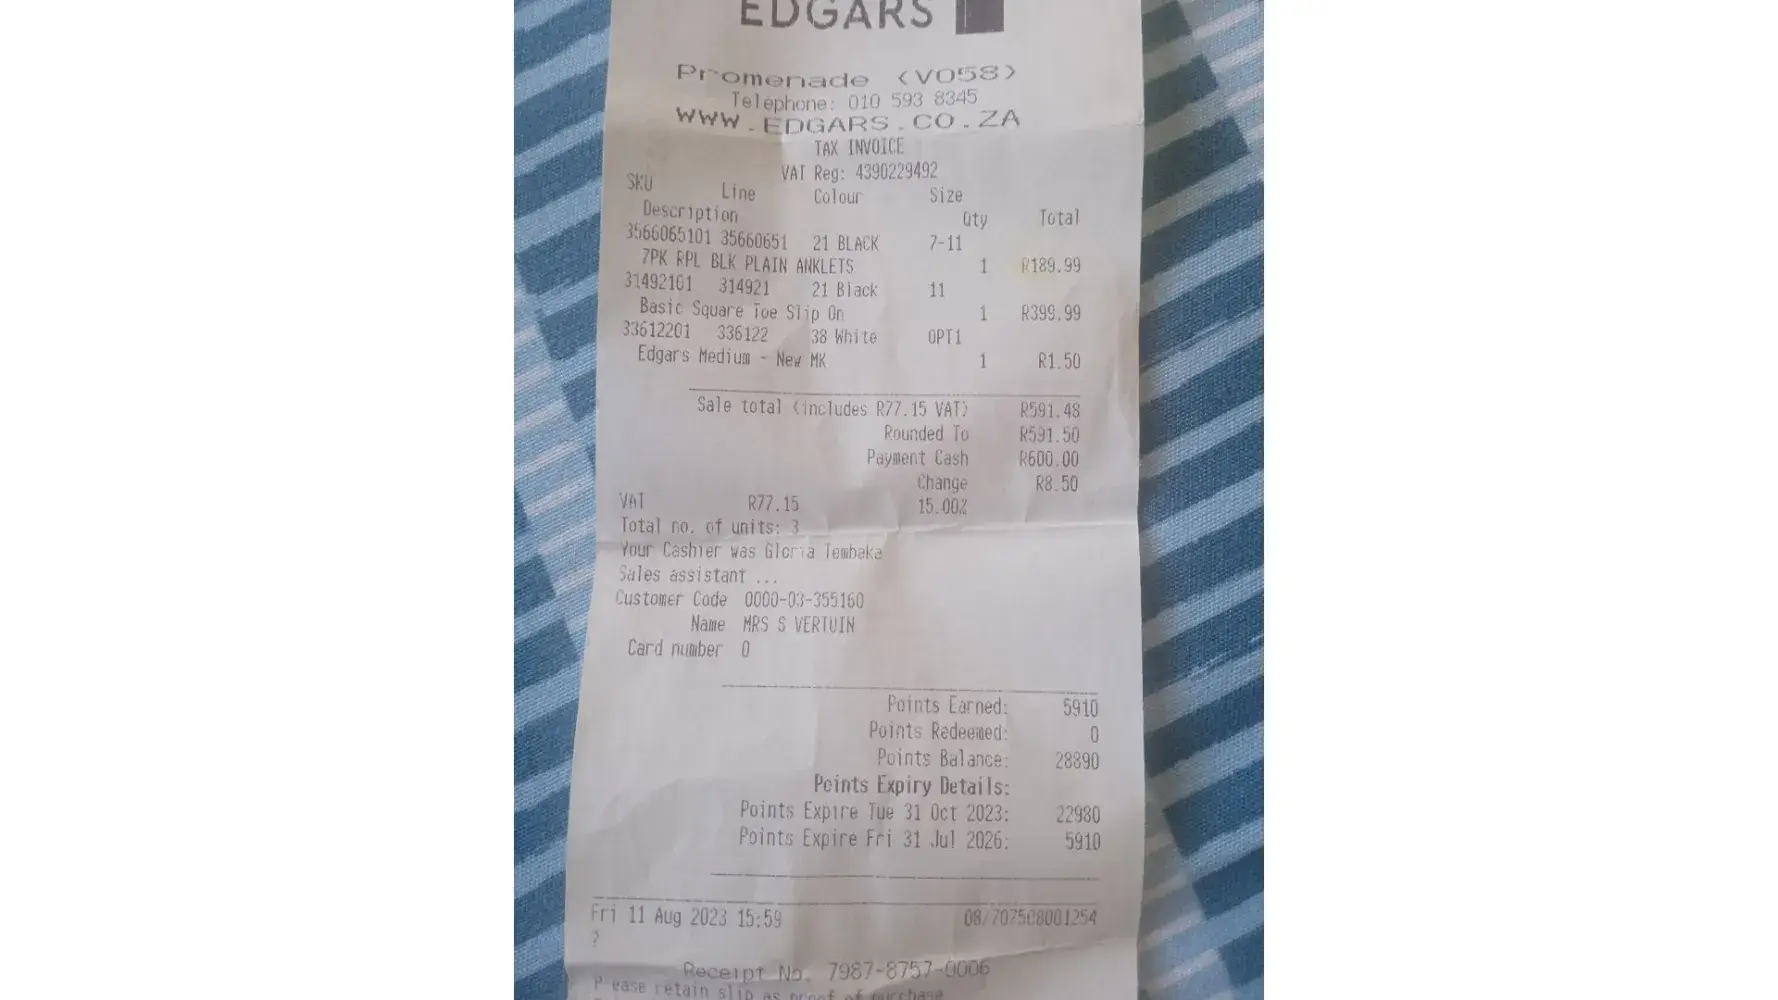 EDGARS
Promenade (V058)
Telephone: 010 593 8345
WWW.EDGARS.CO.ZA
TAX INVOICE
VAT Reg: 4390229492
SKU Line Colour Size
Description Qty Total
3566065101 35660651 21 BLACK 7-11
7PK RPL BLK PLAIN ANKLETS 1 R189.99
31492101 314921 21 Black 11
Basic Square Toe Slip On 1 R399.99
33612201 336122 38 White OPT1
Edgars Medium - New MK 1 R1.50
Sale total (includes R77.15 VAT) R591.48
Rounded To R591.50
Payment Cash R600.00
Change R8.50
VAT R77.15 15.00%
Total no. of units: 3
Your Cashier was Gloria Tembeka
Sales assistant ...
Customer Code 0000-03-355160
Name MRS S VERTUIN
Card number 0
Points Earned: 5910
Points Redeemed: 0
Points Balance: 28890
Points Expiry Details:
Points Expire Tue 31 Oct 2023: 22980
Points Expire Fri 31 Jul 2026: 5910
Fri 11 Aug 2023 15:59 08/707508001254
?
Receipt No. 7987-8757-0006
Please retain slip as proof of purchase